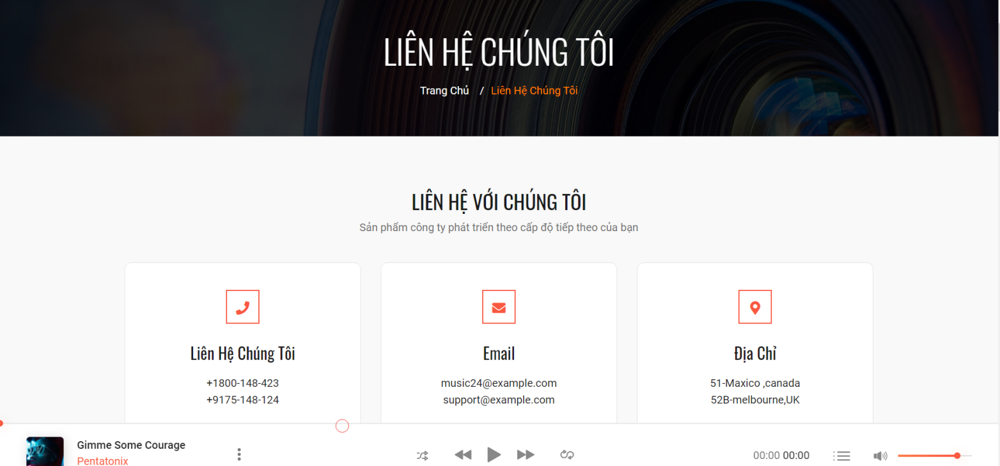 LIÊN HỆ CHÚNG TÔI
Trang Chủ / Liên Hệ Chúng Tôi
LIÊN HỆ VỚI CHÚNG TÔI
Sản phẩm công ty phát triển theo cấp độ tiếp theo của bạn
Liên Hệ Chúng Tôi
+1800-148-423
+9175-148-124
Email
music24@example.com
support@example.com
Địa Chỉ
51-Maxico ,canada
52B-melbourne,UK
Gimme Some Courage
Pentatonix
00:00 00:00